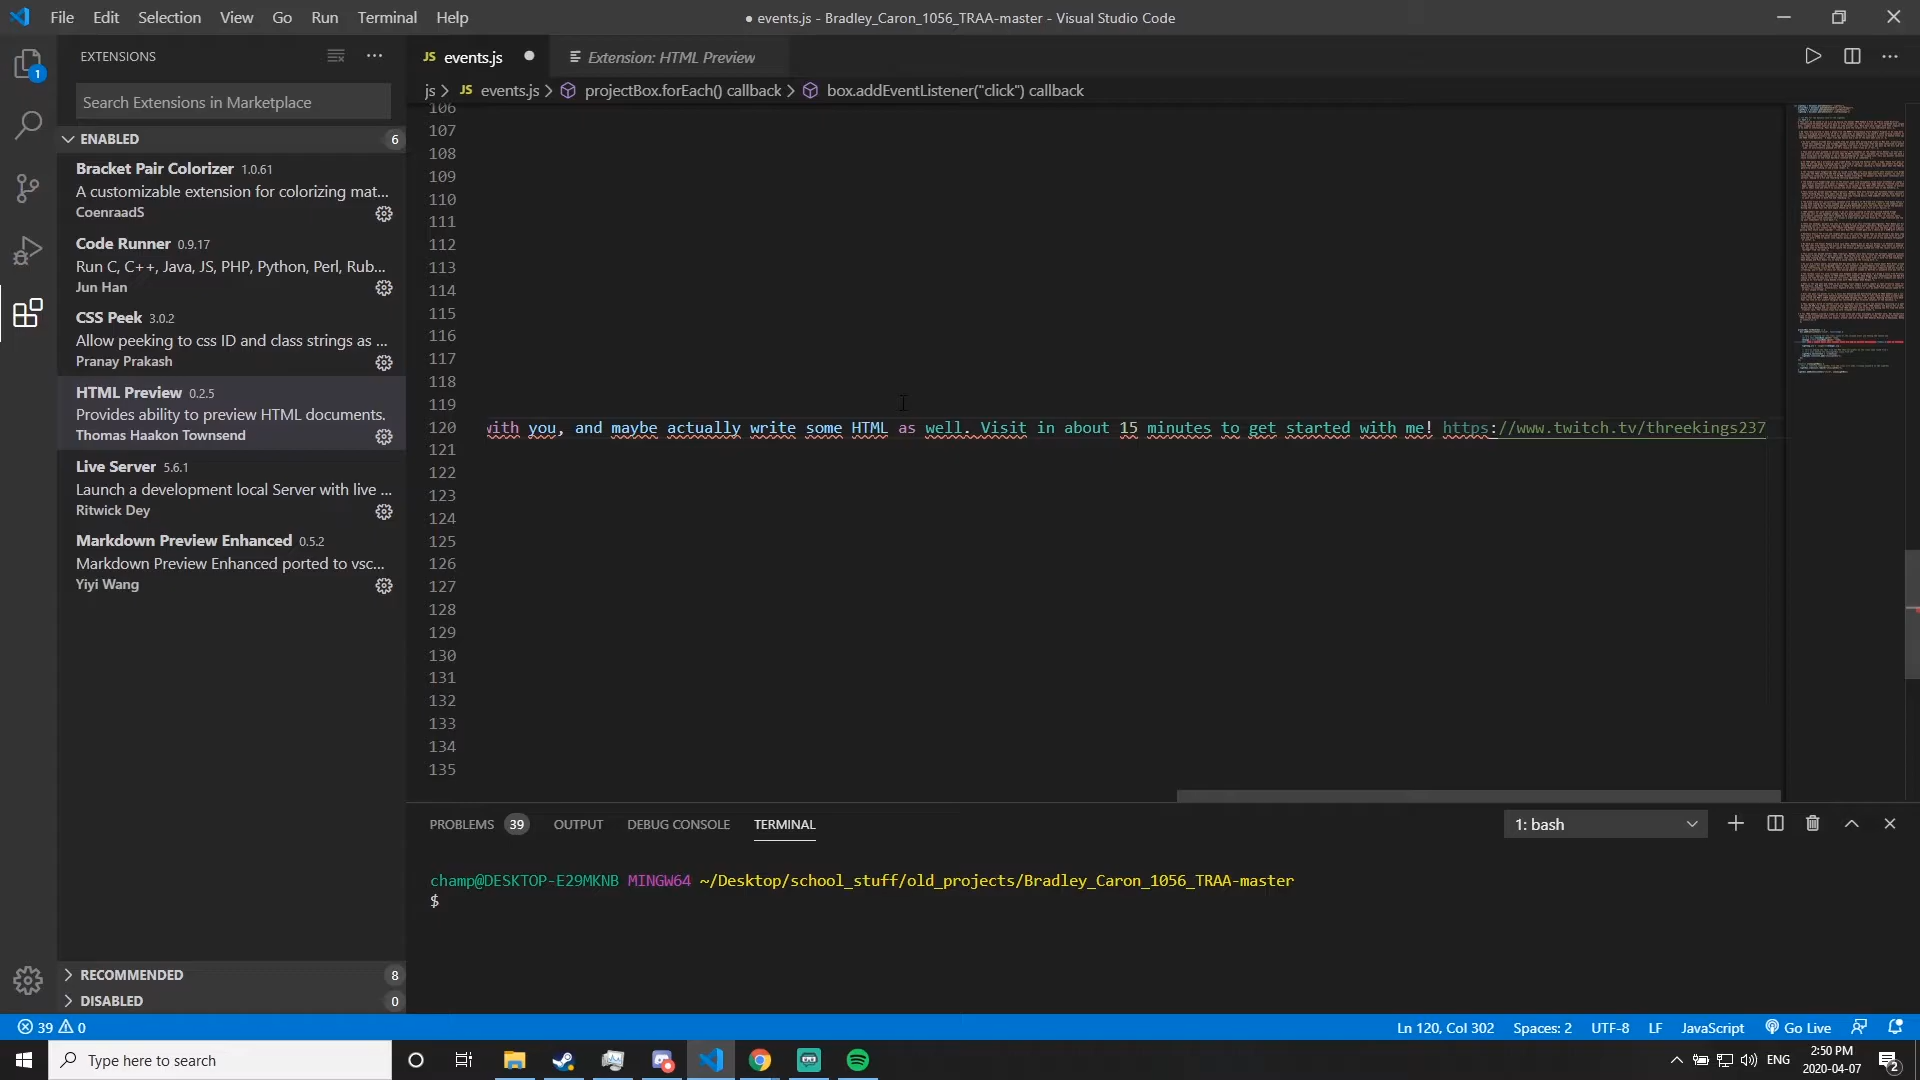 File Edit Selection View Go Run Terminal Help
● events.js - Bradley_Caron_1056_TRAA-master - Visual Studio Code
EXTENSIONS
JS events.js
Extension: HTML Preview
js > JS events.js > projectBox.forEach() callback > box.addEventListener("click") callback
Search Extensions in Marketplace
ENABLED 6
Bracket Pair Colorizer 1.0.61
A customizable extension for colorizing mat...
CoenraadS
Code Runner 0.9.17
Run C, C++, Java, JS, PHP, Python, Perl, Rub...
Jun Han
CSS Peek 3.0.2
Allow peeking to css ID and class strings as ...
Pranay Prakash
HTML Preview 0.2.5
Provides ability to preview HTML documents.
Thomas Haakon Townsend
Live Server 5.6.1
Launch a development local Server with live ...
Ritwick Dey
Markdown Preview Enhanced 0.5.2
Markdown Preview Enhanced ported to vsc...
Yiyi Wang
RECOMMENDED 8
DISABLED 0
1
106
107
108
109
110
111
112
113
114
115
116
117
118
119
120 with you, and maybe actually write some HTML as well. Visit in about 15 minutes to get started with me! https://www.twitch.tv/threekings237
121
122
123
124
125
126
127
128
129
130
131
132
133
134
135
PROBLEMS 39 OUTPUT DEBUG CONSOLE TERMINAL
1: bash
champ@DESKTOP-E29MKNB MINGW64 ~/Desktop/school_stuff/old_projects/Bradley_Caron_1056_TRAA-master
$
39 0
Ln 120, Col 302 Spaces: 2 UTF-8 LF JavaScript Go Live
Type here to search
ENG
2:50 PM
2020-04-07
2